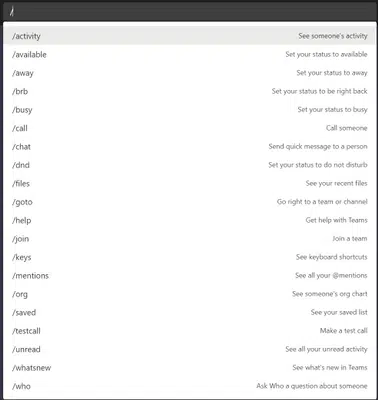 /
/activity See someone's activity
/available Set your status to available
/away Set your status to away
/brb Set your status to be right back
/busy Set your status to busy
/call Call someone
/chat Send quick message to a person
/dnd Set your status to do not disturb
/files See your recent files
/goto Go right to a team or channel
/help Get help with Teams
/join Join a team
/keys See keyboard shortcuts
/mentions See all your @mentions
/org See someone's org chart
/saved See your saved list
/testcall Make a test call
/unread See all your unread activity
/whatsnew See what's new in Teams
/who Ask Who a question about someone